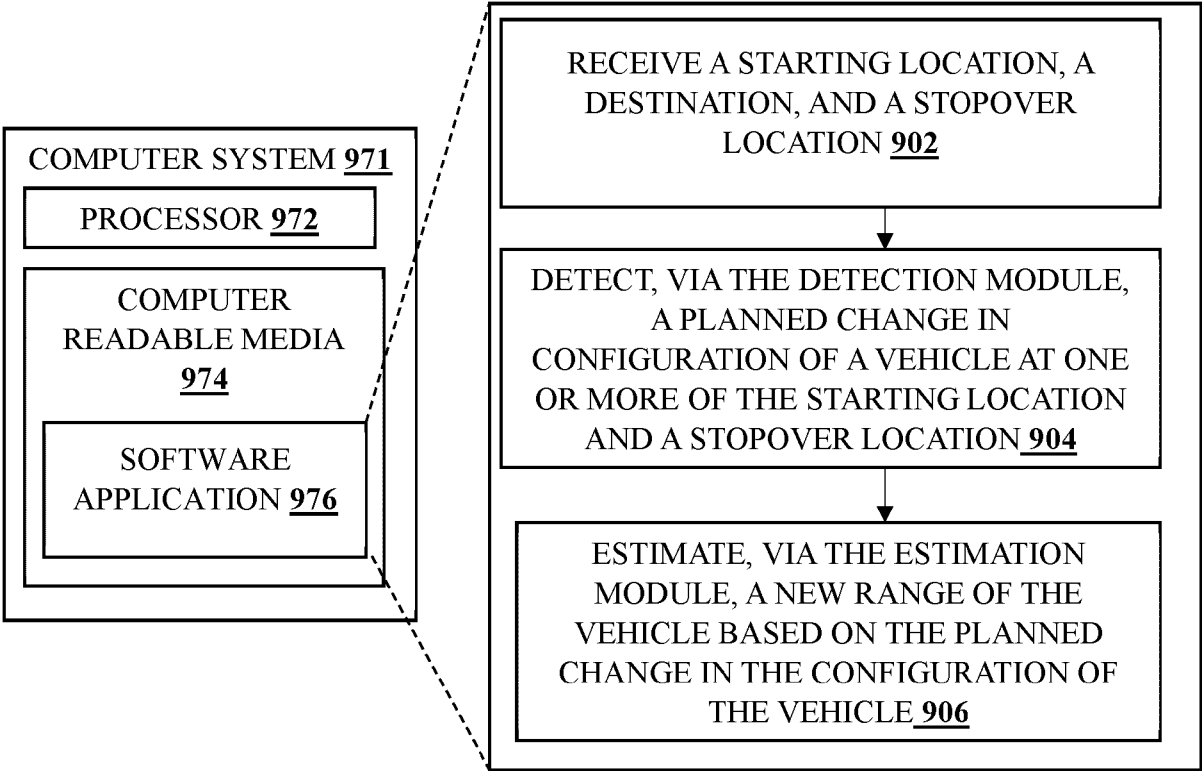 COMPUTER SYSTEM 971
PROCESSOR 972
COMPUTER
READABLE MEDIA
974
SOFTWARE
APPLICATION 976
RECEIVE A STARTING LOCATION, A
DESTINATION, AND A STOPOVER
LOCATION 902
DETECT, VIA THE DETECTION MODULE,
A PLANNED CHANGE IN
CONFIGURATION OF A VEHICLE AT ONE
OR MORE OF THE STARTING LOCATION
AND A STOPOVER LOCATION 904
ESTIMATE, VIA THE ESTIMATION
MODULE, A NEW RANGE OF THE
VEHICLE BASED ON THE PLANNED
CHANGE IN THE CONFIGURATION OF
THE VEHICLE 906